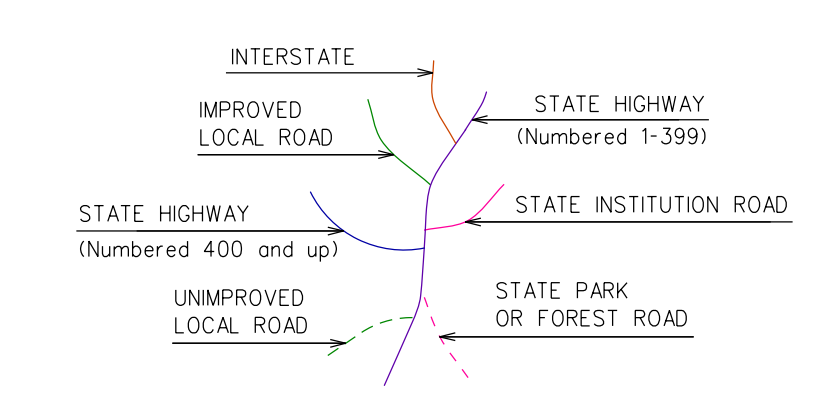 INTERSTATE
STATE HIGHWAY
(Numbered 1-399)
IMPROVED
LOCAL ROAD
STATE INSTITUTION ROAD
STATE HIGHWAY
(Numbered 400 and up)
UNIMPROVED
LOCAL ROAD
STATE PARK
OR FOREST ROAD